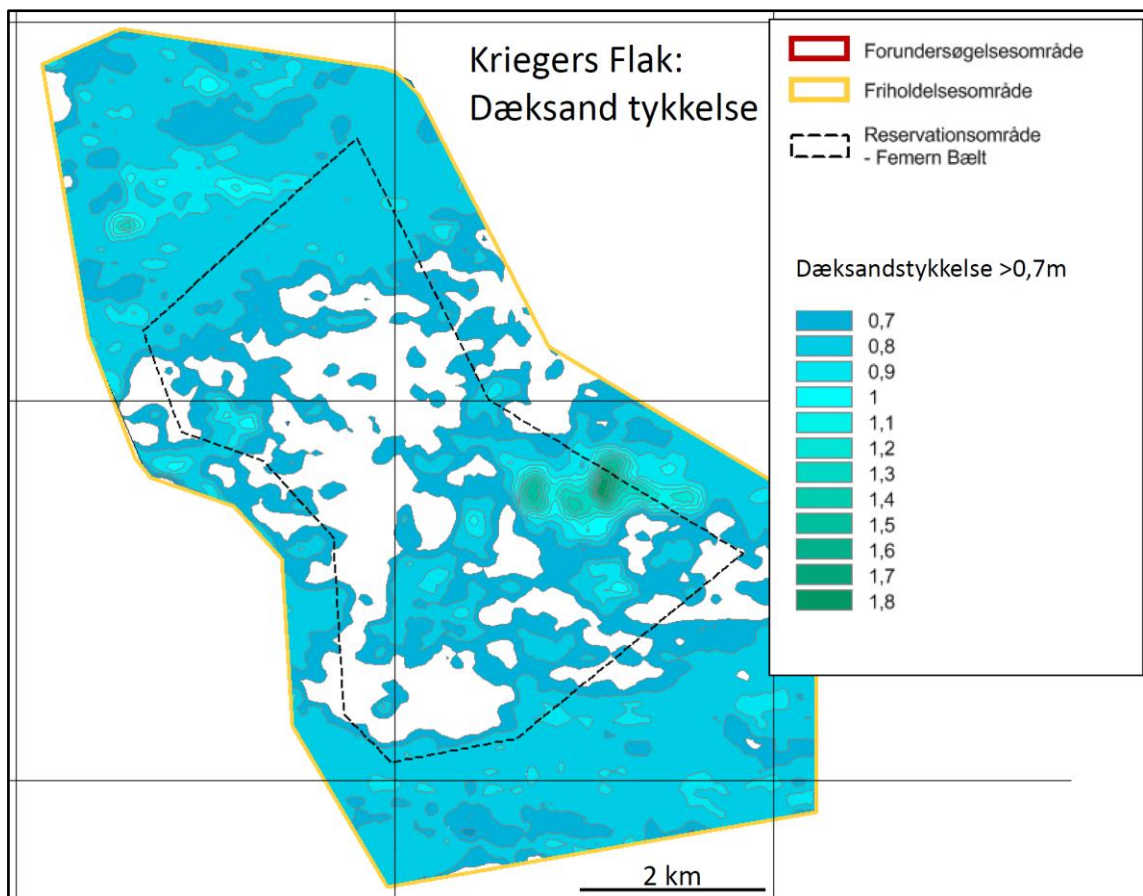 Kriegers Flak:
Dæksand tykkelse
Forundersøgelsesområde
Friholdelsesområde
Reservationsområde
- Femern Bælt
Dæksandstykkelse >0,7m
0,7
0,8
0,9
1
1,1
1,2
1,3
1,4
1,5
1,6
1,7
1,8
2 km